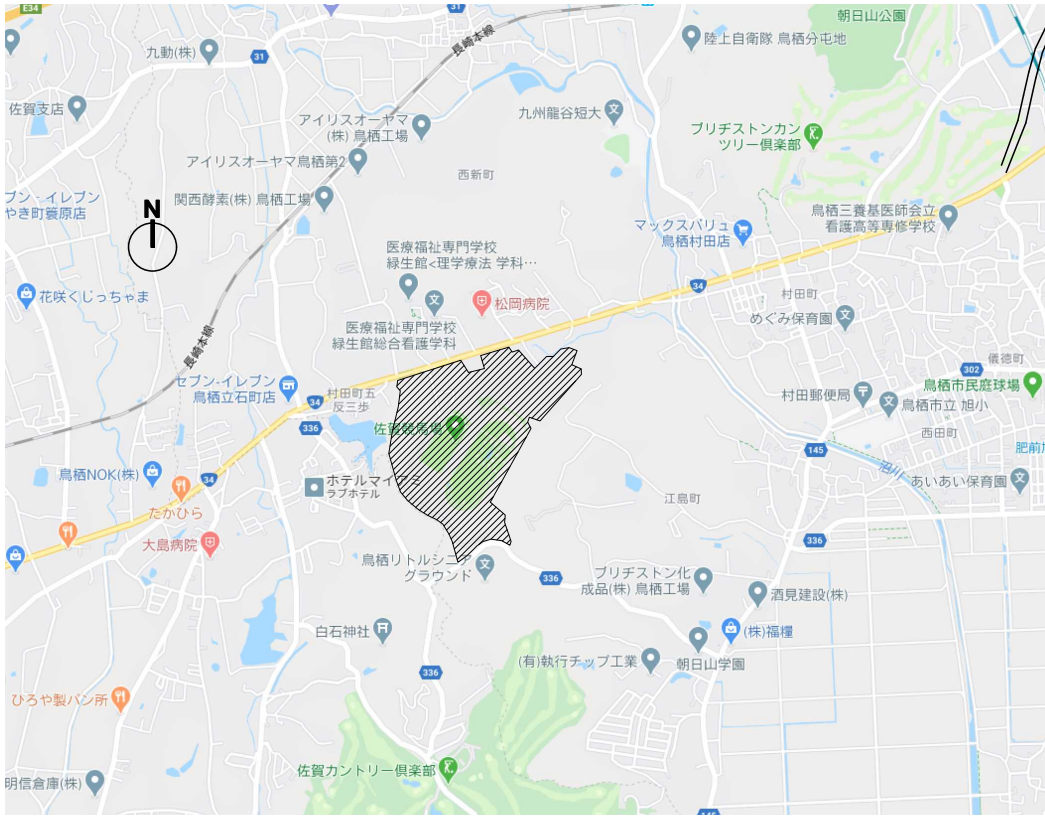 E34
31
31
長崎本線
朝日山公園
九動(株)
陸上自衛隊 鳥栖分屯地
佐賀支店
アイリスオーヤマ
(株) 鳥栖工場
九州龍谷短大
ブリヂストンカン
ツリー倶楽部
アイリスオーヤマ鳥栖第2
西新町
ブン - イレブン
やき町簑原店
関西酵素(株) 鳥栖工場
N
マックスバリュ
鳥栖村田店
鳥栖三養基医師会立
看護高等専修学校
医療福祉専門学校
緑生館<理学療法 学科…
34
花咲くじっちゃま
松岡病院
村田町
めぐみ保育園
医療福祉専門学校
緑生館総合看護学科
長崎本線
儀徳町
302
セブン-イレブン
鳥栖立石町店
村田町五
反三歩
34
鳥栖市民庭球場
村田郵便局
鳥栖市立 旭小
336
佐賀競馬場
西田町
肥前旭
145
鳥栖NOK(株)
34
ホテルマイアミ
ラブホテル
沼川
あいあい保育園
江島町
たかひら
大島病院
336
鳥栖リトルシニア
グラウンド
336
ブリヂストン化
成品(株) 鳥栖工場
酒見建設(株)
白石神社
(株)福糧
(有)執行チップ工業
朝日山学園
336
ひろや製パン所
佐賀カントリー倶楽部
明信倉庫(株)
145